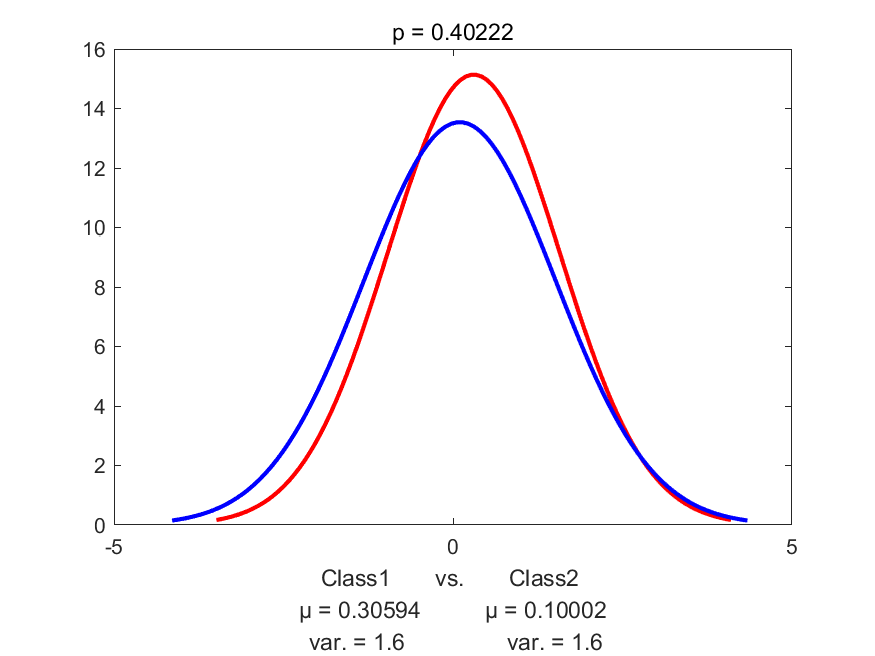 p = 0.40222
16
14
12
10
8
6
4
2
0
-5 0 5
Class1 vs. Class2
μ = 0.30594 μ = 0.10002
var. = 1.6 var. = 1.6